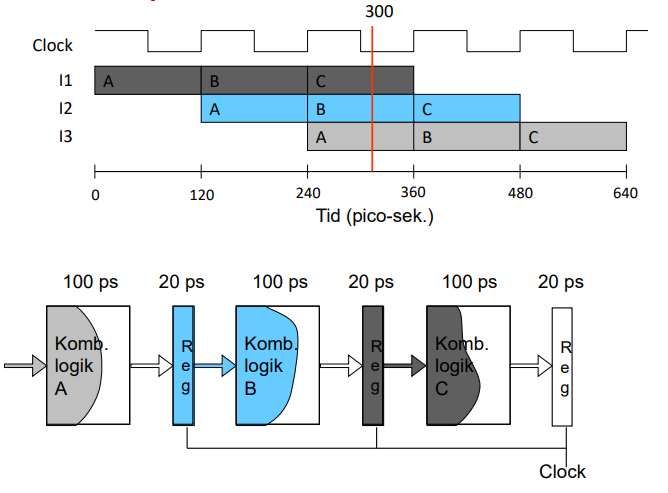 300
Clock
I1 A B C
I2 A B C
I3 A B C
0 120 240 360 480 640
Tid (pico-sek.)
100 ps 20 ps 100 ps 20 ps 100 ps 20 ps
Komb.
logik
A
R
e
g
Komb.
logik
B
R
e
g
Komb.
logik
C
R
e
g
Clock